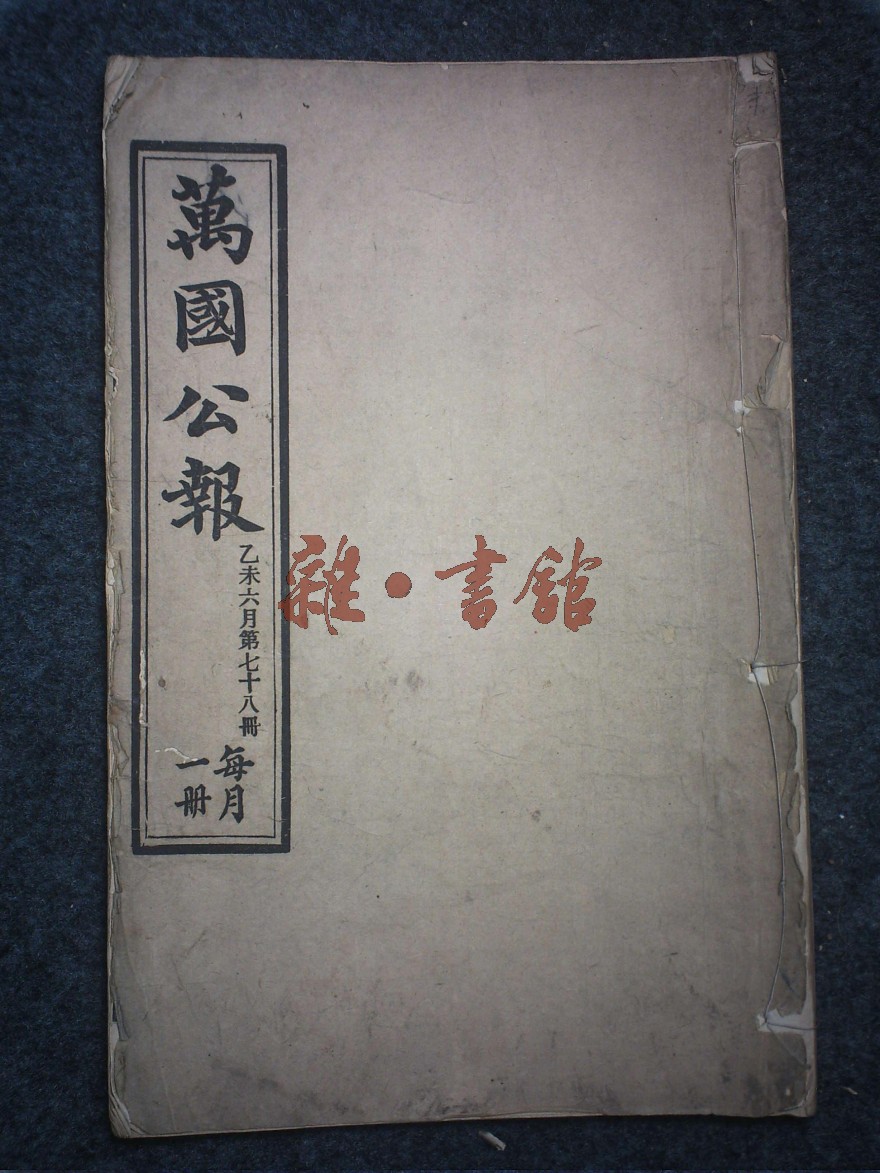 萬國公報
乙未六月第七十八冊
每月
一冊
雜·書館